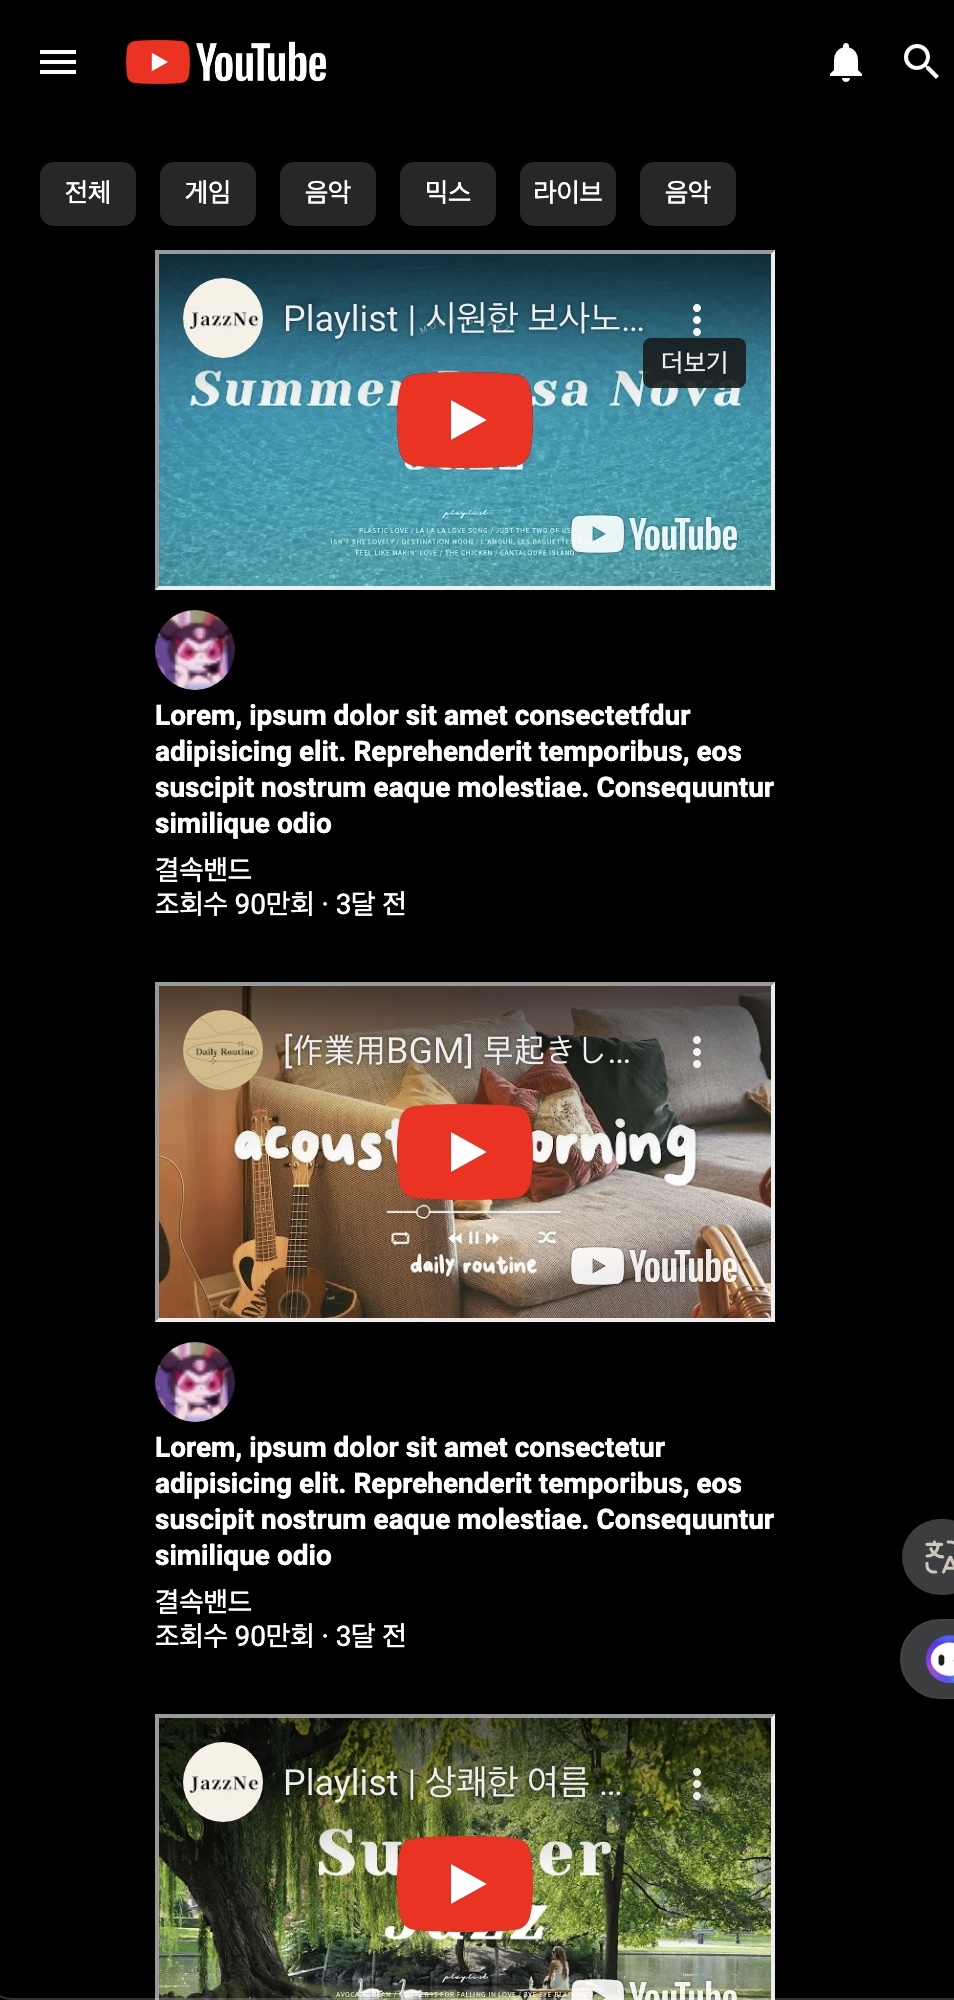 YouTube
전체 게임 음악 믹스 라이브 음악
JazzNe
Playlist | 시원한 보사노...
더보기
Summer sa Nova
playlist
PLASTIC LOVE / LA LA LA LOVE SONG / JUST THE TWO OF US
ISN'T SHE LOVELY / DESTINATION MOON / L'AMOUR, LES BAGUETTES
FEEL LIKE MAKIN' LOVE / THE CHICKEN / CANTALOUPE ISLAND
YouTube
Lorem, ipsum dolor sit amet consectetfdur
adipisicing elit. Reprehenderit temporibus, eos
suscipit nostrum eaque molestiae. Consequuntur
similique odio
결속밴드
조회수 90만회 · 3달 전
Daily Routine
[作業用BGM] 早起きし...
acoust orning
daily routine
YouTube
Lorem, ipsum dolor sit amet consectetur
adipisicing elit. Reprehenderit temporibus, eos
suscipit nostrum eaque molestiae. Consequuntur
similique odio
결속밴드
조회수 90만회 · 3달 전
JazzNe
Playlist | 상쾌한 여름 ...
Su er
Jazz
playlist
YouTube